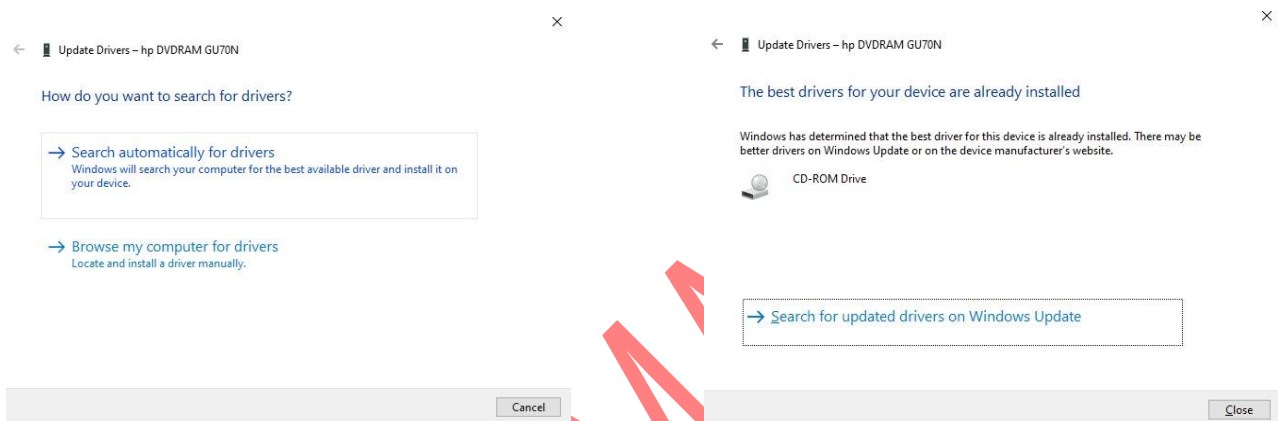 Update Drivers – hp DVDRAM GU70N
How do you want to search for drivers?
Search automatically for drivers
Windows will search your computer for the best available driver and install it on
your device.
Browse my computer for drivers
Locate and install a driver manually.
Cancel
Update Drivers – hp DVDRAM GU70N
The best drivers for your device are already installed
Windows has determined that the best driver for this device is already installed. There may be
better drivers on Windows Update or on the device manufacturer's website.
CD-ROM Drive
Search for updated drivers on Windows Update
Close